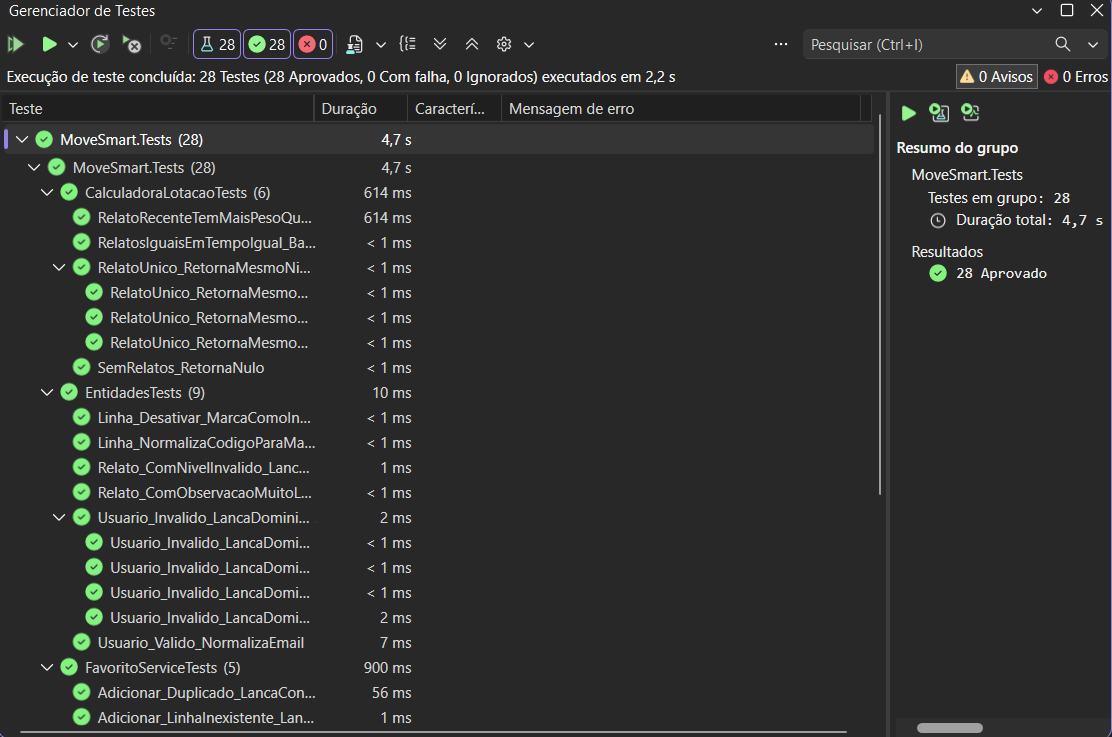 Gerenciador de Testes
28 28 0 Pesquisar (Ctrl+I)
Execução de teste concluída: 28 Testes (28 Aprovados, 0 Com falha, 0 Ignorados) executados em 2,2 s 0 Avisos 0 Erros
Teste Duração Caracterí... Mensagem de erro
MoveSmart.Tests (28) 4,7 s
MoveSmart.Tests (28) 4,7 s
CalculadoraLotacaoTests (6) 614 ms
RelatoRecenteTemMaisPesoQu... 614 ms
RelatosIguaisEmTempoIgual_Ba... < 1 ms
RelatoUnico_RetornaMesmoNi... < 1 ms
RelatoUnico_RetornaMesmo... < 1 ms
RelatoUnico_RetornaMesmo... < 1 ms
RelatoUnico_RetornaMesmo... < 1 ms
SemRelatos_RetornaNulo < 1 ms
EntidadesTests (9) 10 ms
Linha_Desativar_MarcaComoIn... < 1 ms
Linha_NormalizaCodigoParaMa... < 1 ms
Relato_ComNivelInvalido_Lanc... 1 ms
Relato_ComObservacaoMuitoL... < 1 ms
Usuario_Invalido_LancaDomini... 2 ms
Usuario_Invalido_LancaDomi... < 1 ms
Usuario_Invalido_LancaDomi... < 1 ms
Usuario_Invalido_LancaDomi... < 1 ms
Usuario_Invalido_LancaDomi... 2 ms
Usuario_Valido_NormalizaEmail 7 ms
FavoritoServiceTests (5) 900 ms
Adicionar_Duplicado_LancaCon... 56 ms
Adicionar_LinhaInexistente_Lan... 1 ms
Resumo do grupo
MoveSmart.Tests
Testes em grupo: 28
Duração total: 4,7 s
Resultados
28 Aprovado